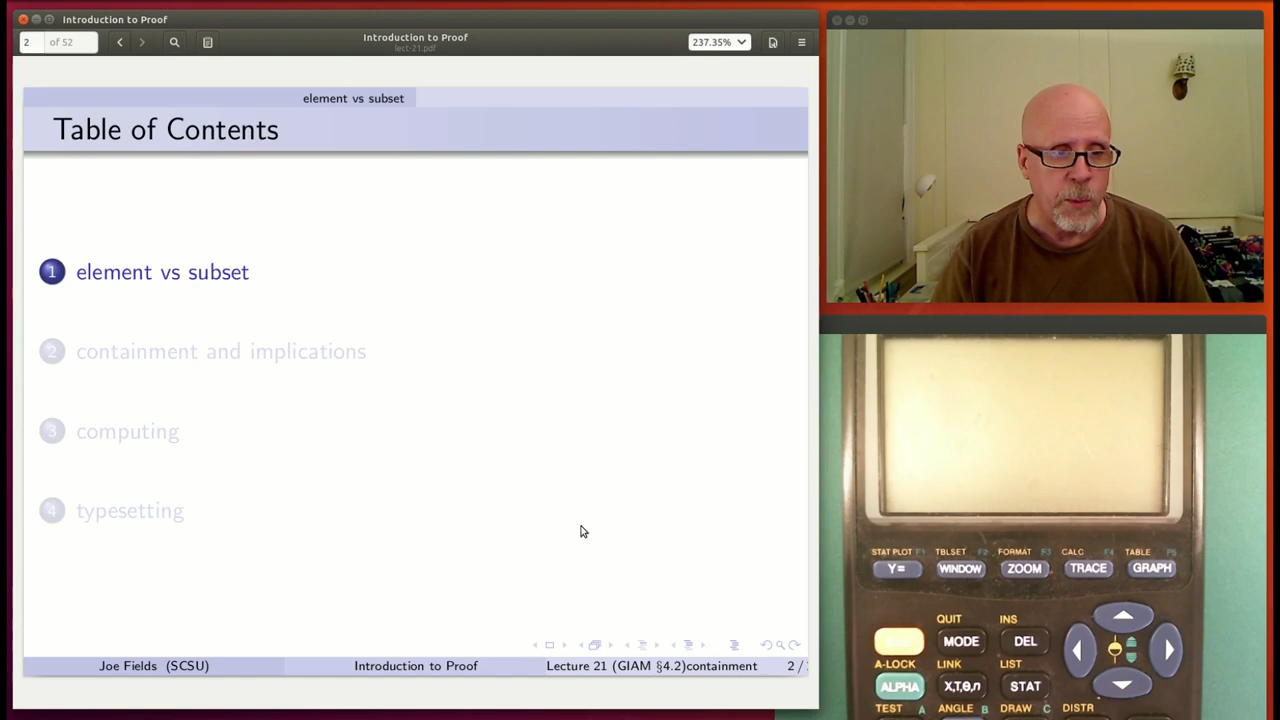 Introduction to Proof
2 of 52
Introduction to Proof
lect-21.pdf
237.35%
element vs subset
Table of Contents
1 element vs subset
2 containment and implications
3 computing
4 typesetting
Joe Fields (SCSU) Introduction to Proof Lecture 21 (GIAM §4.2)containment 2 /
STAT PLOT F1 TBLSET F2 FORMAT F3 CALC F4 TABLE F5
Y= WINDOW ZOOM TRACE GRAPH
QUIT INS
MODE DEL
A-LOCK LINK LIST
ALPHA X,T,θ,n STAT
TEST A ANGLE B DRAW C DISTR